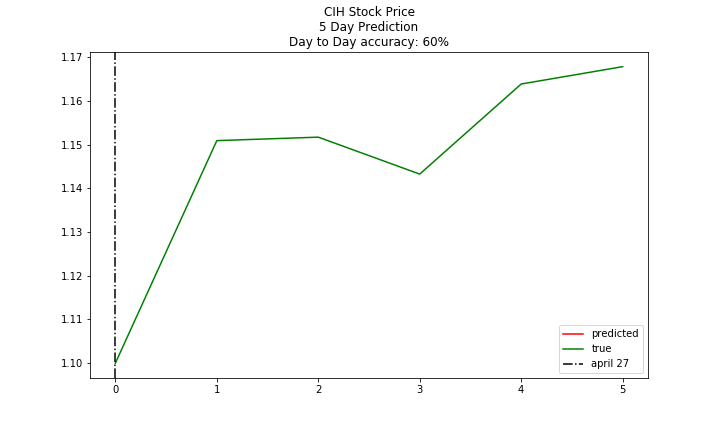 CIH Stock Price
5 Day Prediction
Day to Day accuracy: 60%
1.17
1.16
1.15
1.14
1.13
1.12
1.11
1.10
0 1 2 3 4 5
predicted
true
april 27